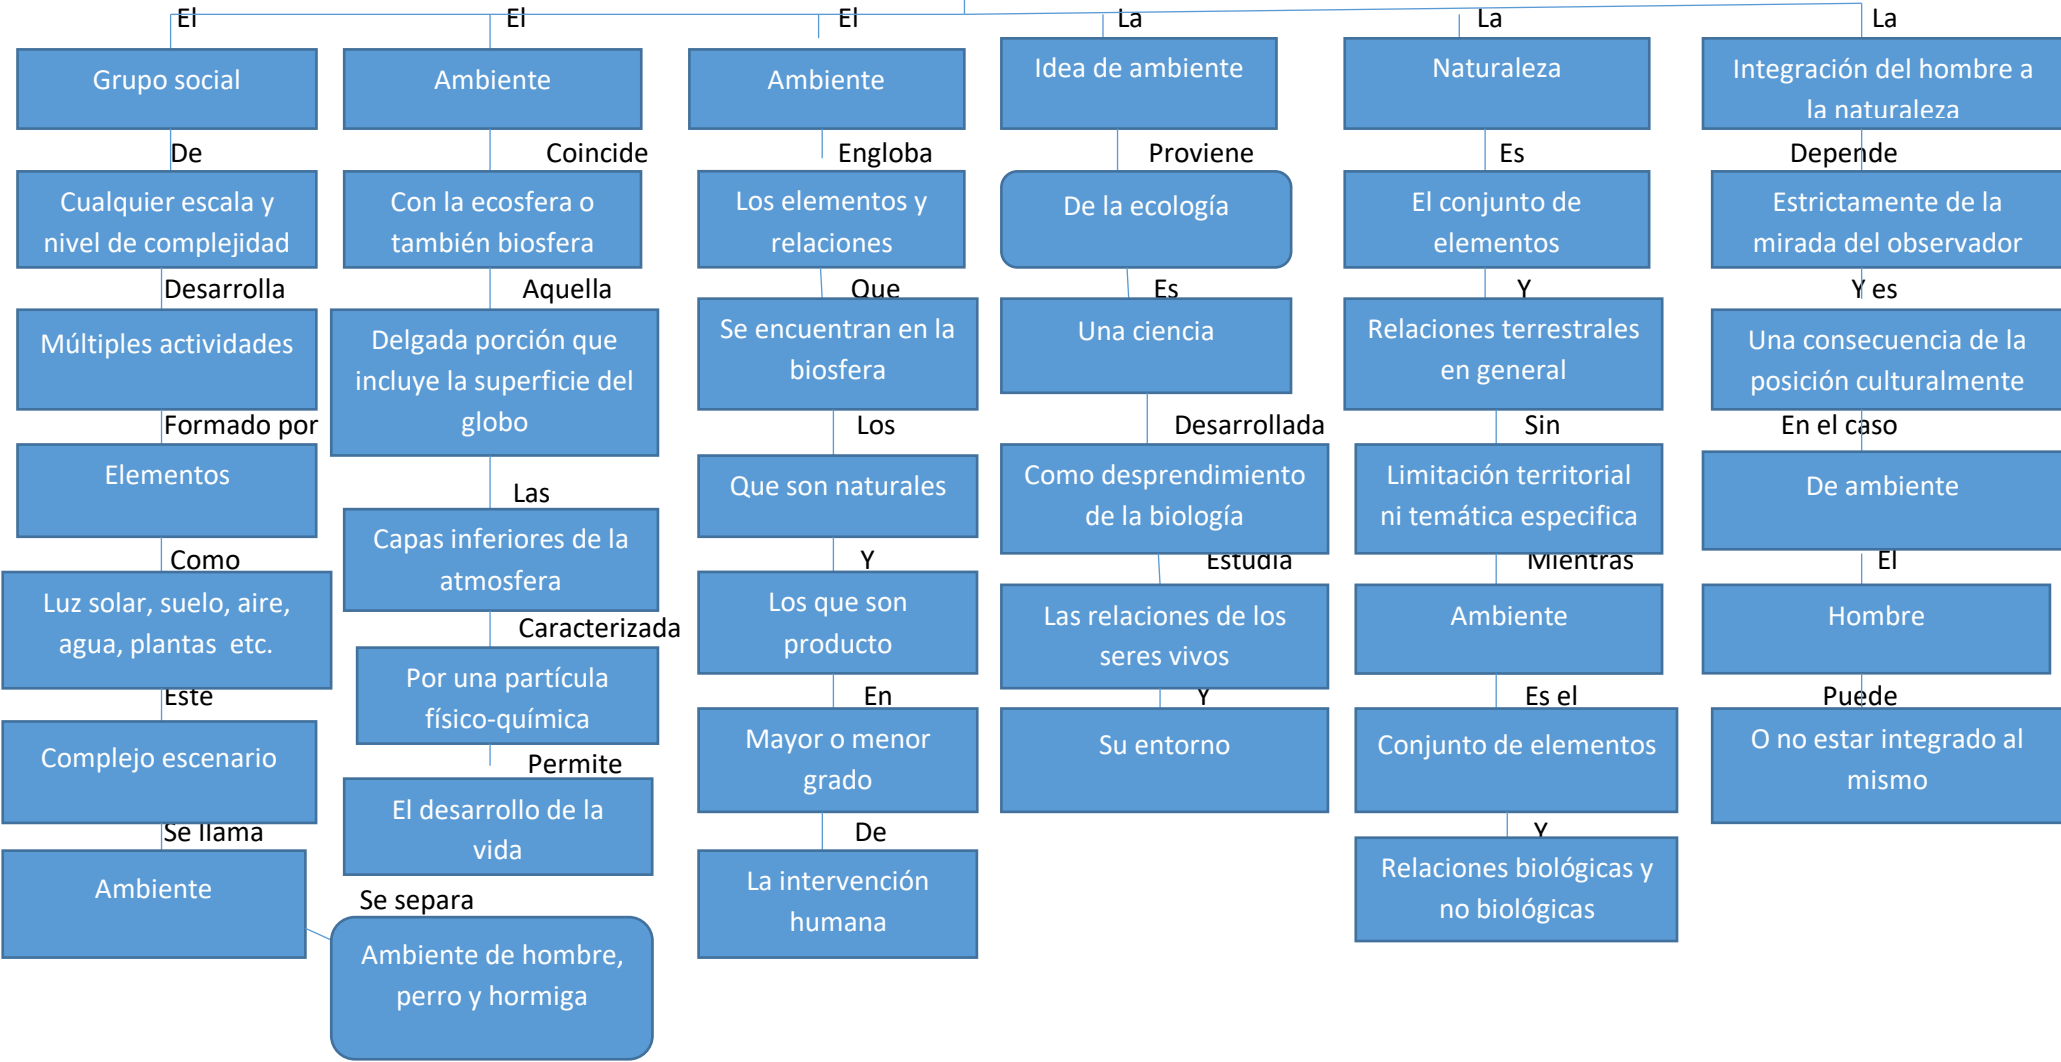 El
Grupo social
De
Cualquier escala y
nivel de complejidad
Desarrolla
Múltiples actividades
Formado por
Elementos
Como
Luz solar, suelo, aire,
agua, plantas  etc.
Este
Complejo escenario
Se llama
Ambiente
Se separa
Ambiente de hombre,
perro y hormiga
El
Ambiente
Coincide
Con la ecosfera o
también biosfera
Aquella
Delgada porción que
incluye la superficie del
globo
Las
Capas inferiores de la
atmosfera
Caracterizada
Por una partícula
físico-química
Permite
El desarrollo de la
vida
El
Ambiente
Engloba
Los elementos y
relaciones
Que
Se encuentran en la
biosfera
Los
Que son naturales
Y
Los que son
producto
En
Mayor o menor
grado
De
La intervención
humana
La
Idea de ambiente
Proviene
De la ecología
Es
Una ciencia
Desarrollada
Como desprendimiento
de la biología
Estudia
Las relaciones de los
seres vivos
Y
Su entorno
La
Naturaleza
Es
El conjunto de
elementos
Y
Relaciones terrestrales
en general
Sin
Limitación territorial
ni temática especifica
Mientras
Ambiente
Es el
Conjunto de elementos
Y
Relaciones biológicas y
no biológicas
La
Integración del hombre a
la naturaleza
Depende
Estrictamente de la
mirada del observador
Y es
Una consecuencia de la
posición culturalmente
En el caso
De ambiente
El
Hombre
Puede
O no estar integrado al
mismo